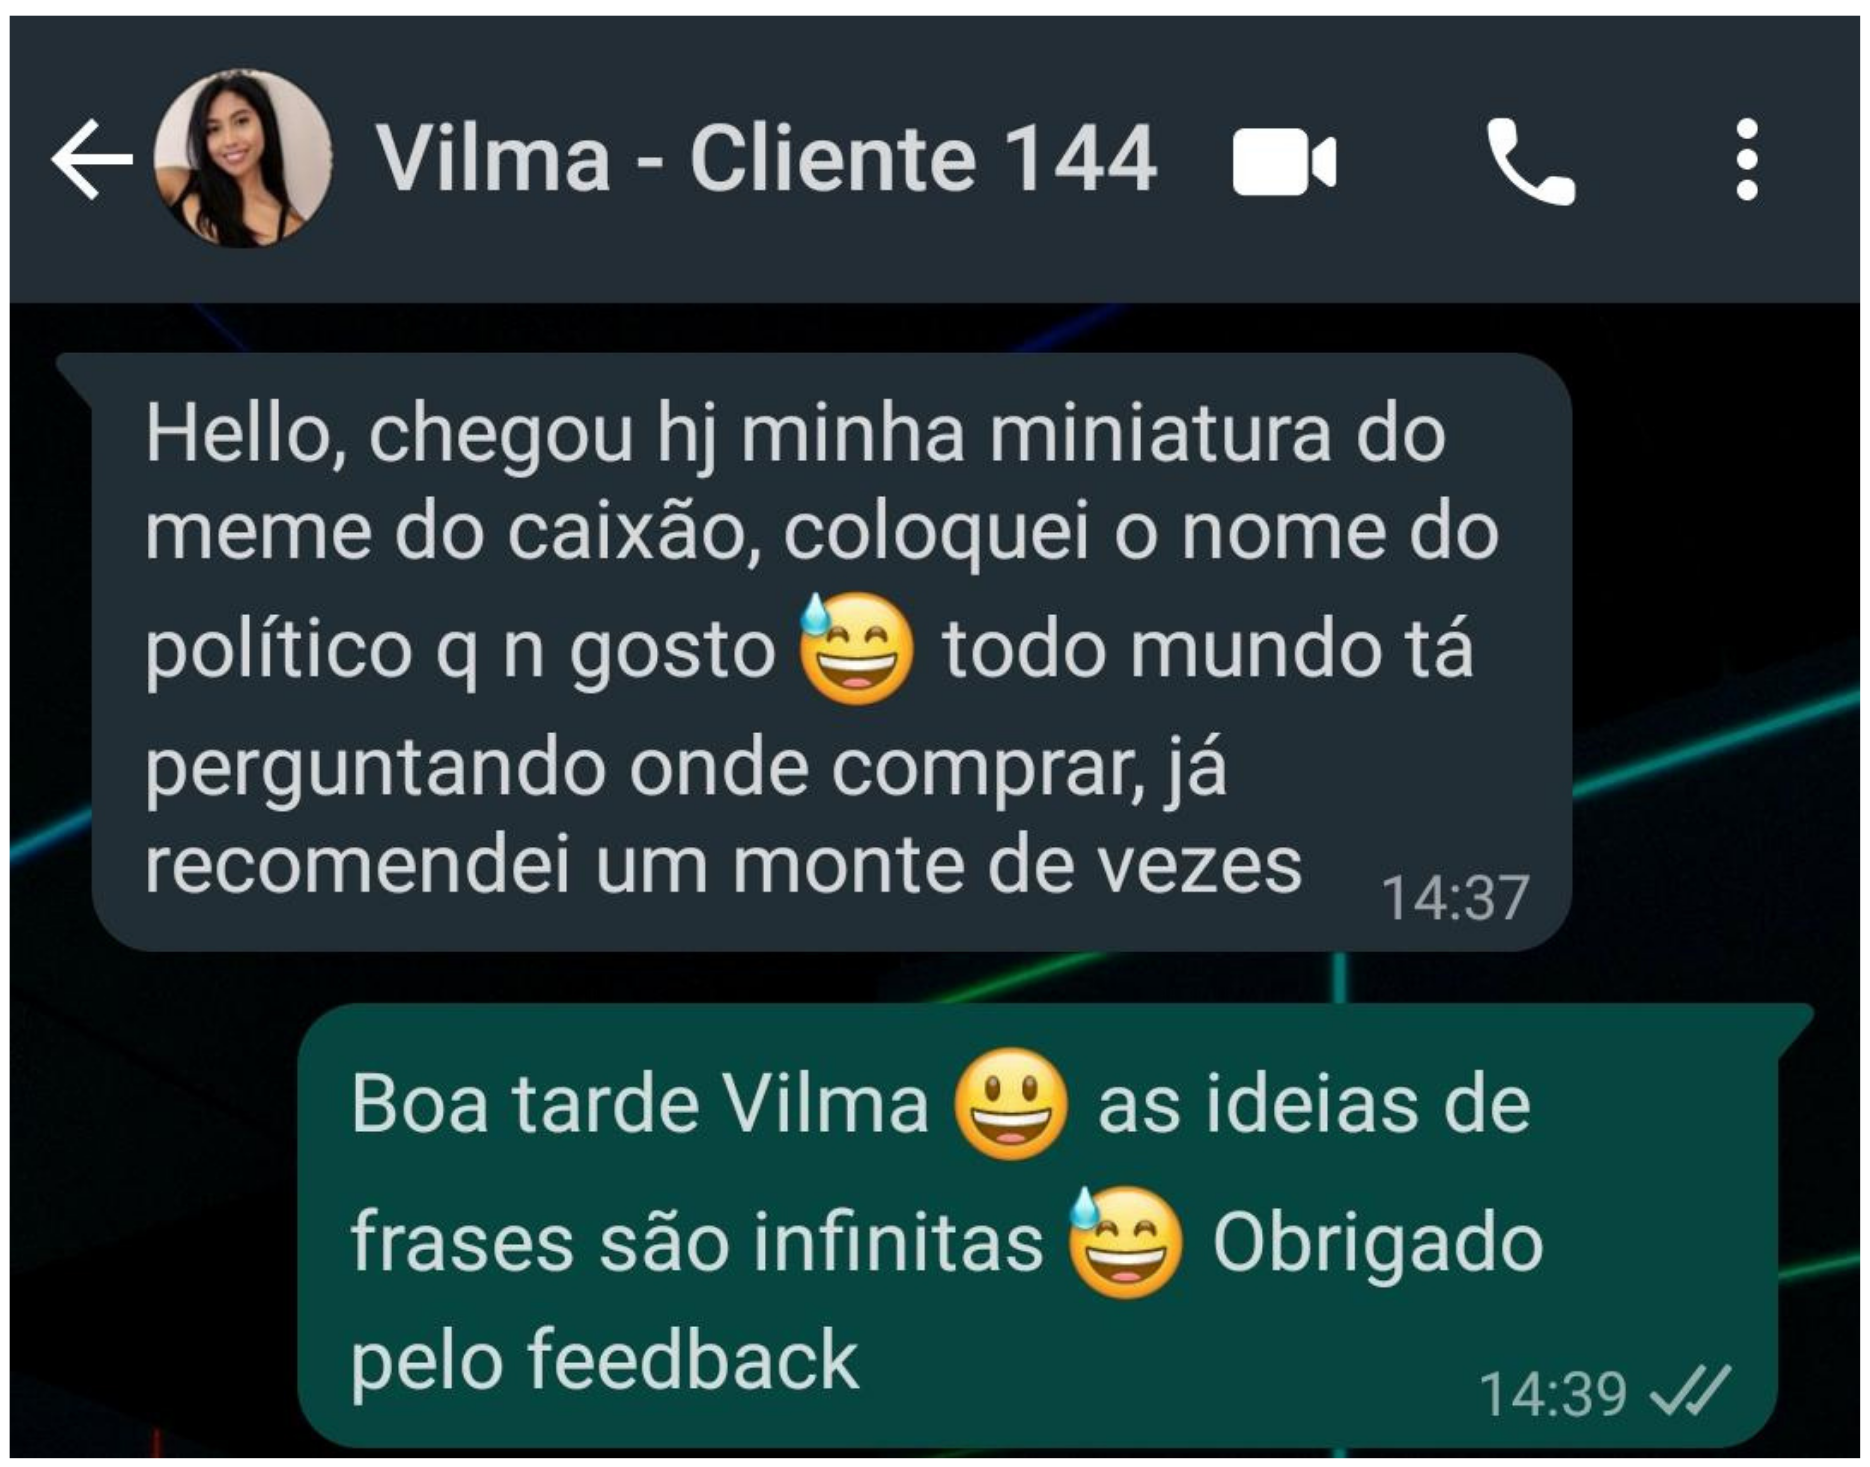 Vilma - Cliente 144
Hello, chegou hj minha miniatura do
meme do caixão, coloquei o nome do
político q n gosto 😅 todo mundo tá
perguntando onde comprar, já
recomendei um monte de vezes 14:37
Boa tarde Vilma 😃 as ideias de
frases são infinitas 😅 Obrigado
pelo feedback 14:39